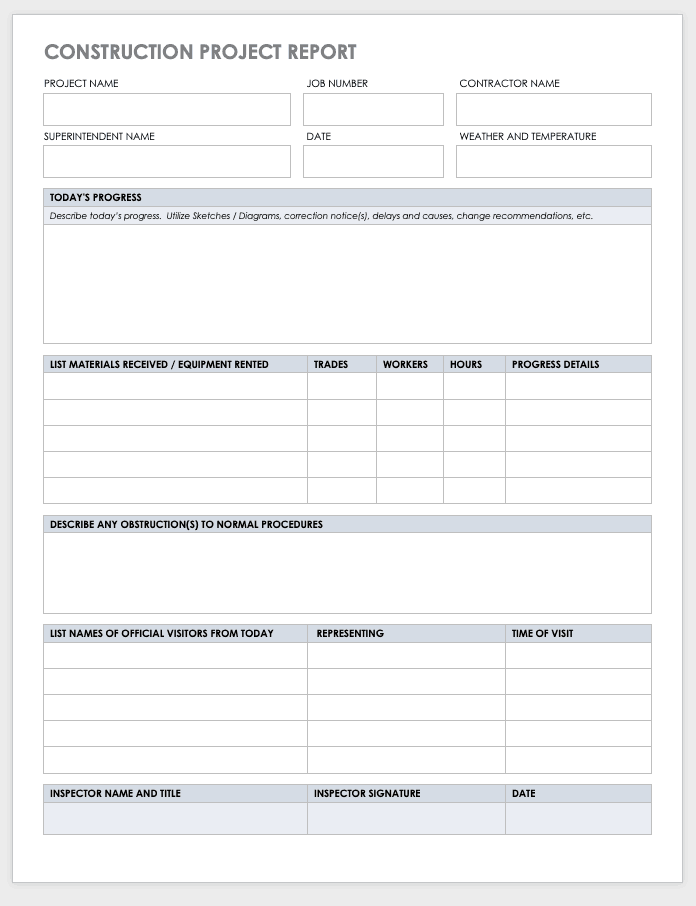 CONSTRUCTION PROJECT REPORT
PROJECT NAME JOB NUMBER CONTRACTOR NAME
SUPERINTENDENT NAME DATE WEATHER AND TEMPERATURE
TODAY'S PROGRESS
Describe today's progress. Utilize Sketches / Diagrams, correction notice(s), delays and causes, change recommendations, etc.
LIST MATERIALS RECEIVED / EQUIPMENT RENTED TRADES WORKERS HOURS PROGRESS DETAILS
DESCRIBE ANY OBSTRUCTION(S) TO NORMAL PROCEDURES
LIST NAMES OF OFFICIAL VISITORS FROM TODAY REPRESENTING TIME OF VISIT
INSPECTOR NAME AND TITLE INSPECTOR SIGNATURE DATE